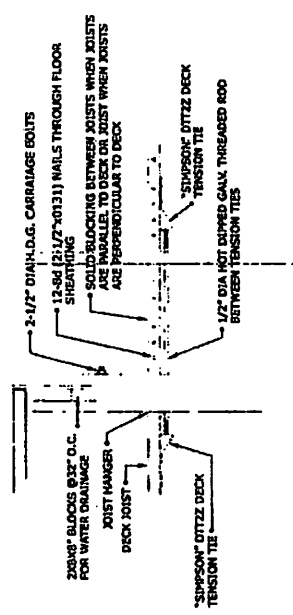 2-1/2" DIA H.D.G. CARRAIAGE BOLTS
12-8d (2-1/2"x0131) NAILS THROUGH FLOOR
SHEATHING
SOLID BLOCKING BETWEEN JOISTS WHEN JOISTS
ARE PARALLEL TO DECK OR JOIST WHEN JOISTS
ARE PERPENDICULAR TO DECK
"SIMPSON" DTT2Z DECK
TENSION TIE
1/2" DIA HOT DIPPED GALV. THREADED ROD
BETWEEN TENSION TIES
2X8X8" BLOCKS @32" O.C.
FOR WATER DRAINAGE
JOIST HANGER
DECK JOIST
"SIMPSON" DTT2Z DECK
TENSION TIE